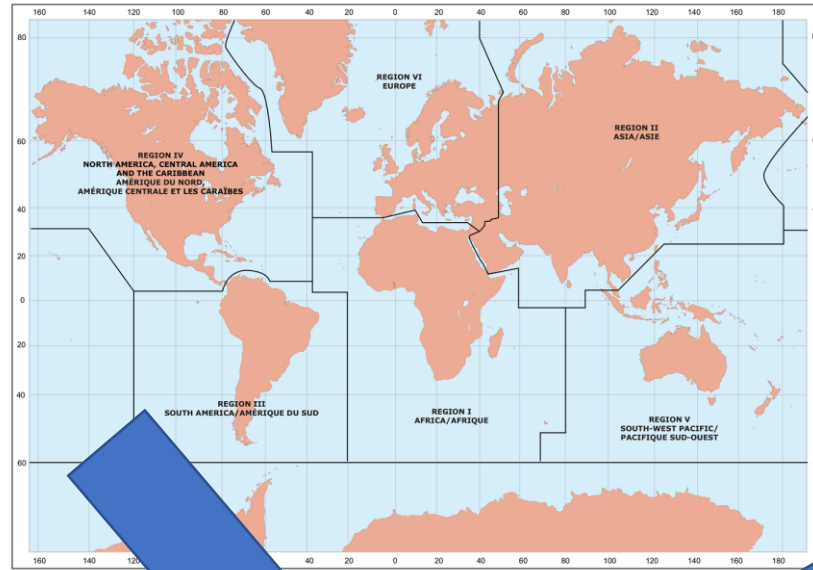 160 140 120 100 80 60 40 20 0 20 40 60 80 100 120 140 160 180
80
REGION VI
EUROPE
REGION II
ASIA/ASIE
60
REGION IV
NORTH AMERICA, CENTRAL AMERICA
AND THE CARIBBEAN
AMÉRIQUE DU NORD,
AMÉRIQUE CENTRALE ET LES CARAÏBES
40
20
0
20
40
REGION III
SOUTH AMERICA/AMÉRIQUE DU SUD
REGION I
AFRICA/AFRIQUE
REGION V
SOUTH-WEST PACIFIC/
PACIFIQUE SUD-OUEST
60
160 140 120 40 20 0 20 40 60 80 100 120 140 160 180